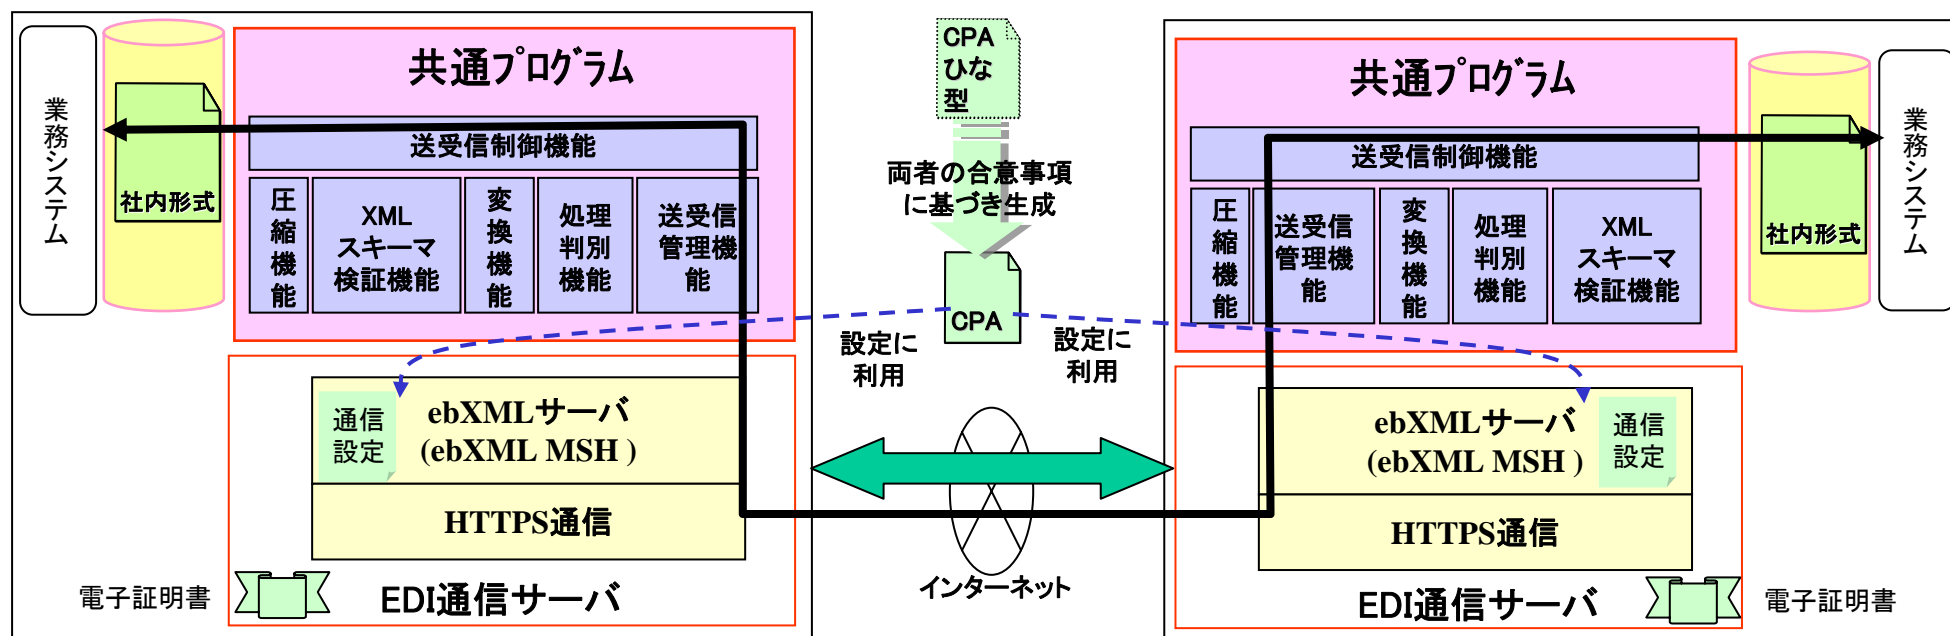 業務システム
社内形式
共通プログラム
送受信制御機能
圧
縮
機
能
XML
スキーマ
検証機能
変
換
機
能
処理
判別
機能
送受信
管理機
能
通信
設定
ebXMLサーバ
(ebXML MSH )
HTTPS通信
電子証明書
EDI通信サーバ
CPA
ひな
型
両者の合意事項
に基づき生成
CPA
設定に
利用
設定に
利用
インターネット
共通プログラム
送受信制御機能
圧
縮
機
能
送受信
管理機
能
変
換
機
能
処理
判別
機能
XML
スキーマ
検証機能
社内形式
業務システム
ebXMLサーバ
(ebXML MSH )
通信
設定
HTTPS通信
EDI通信サーバ
電子証明書